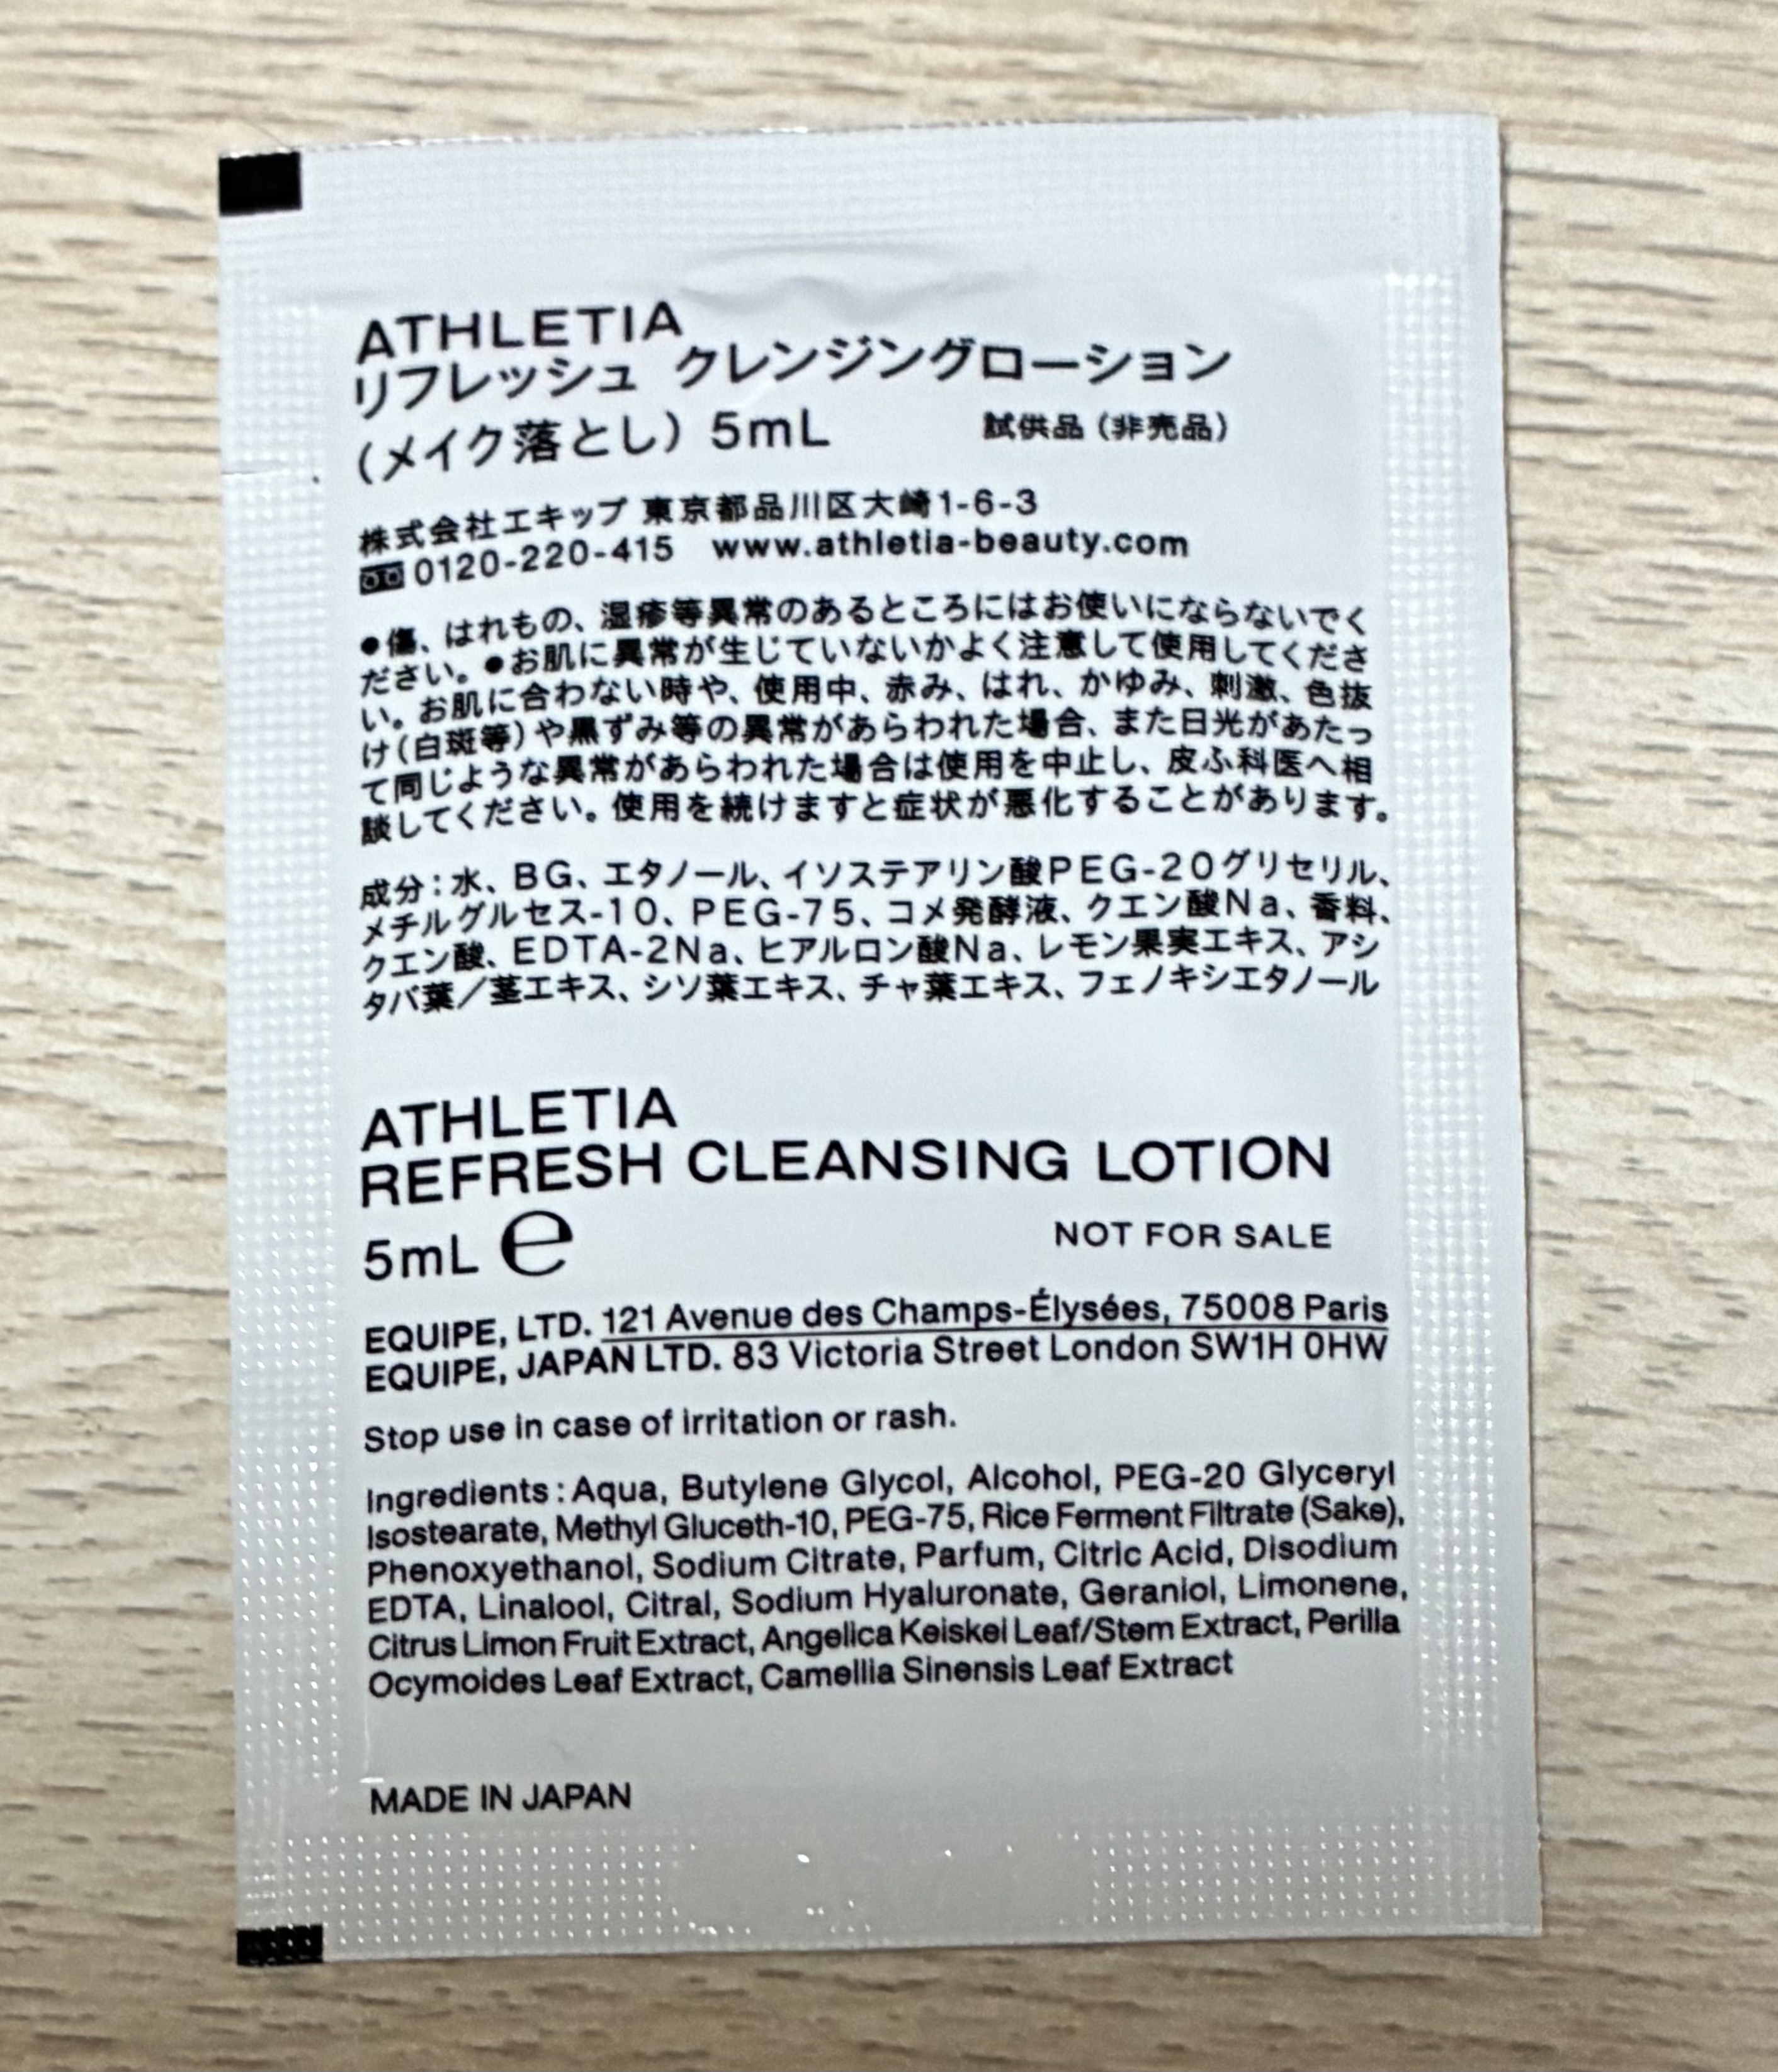 ATHLETIA
リフレッシュ クレンジングローション
（メイク落とし）5mL 試供品（非売品）
株式会社エキップ 東京都品川区大崎1-6-3
0120-220-415 www.athletia-beauty.com
●傷、はれもの、湿疹等異常のあるところにはお使いにならないでく
ださい。●お肌に異常が生じていないかよく注意して使用してくださ
い。お肌に合わない時や、使用中、赤み、はれ、かゆみ、刺激、色抜
け（白斑等）や黒ずみ等の異常があらわれた場合、また日光があたっ
て同じような異常があらわれた場合は使用を中止し、皮ふ科医へ相
談してください。使用を続けますと症状が悪化することがあります。
成分：水、BG、エタノール、イソステアリン酸PEG-20グリセリル、
メチルグルセス-10、PEG-75、コメ発酵液、クエン酸Na、香料、
クエン酸、EDTA-2Na、ヒアルロン酸Na、レモン果実エキス、アシ
タバ葉／茎エキス、シソ葉エキス、チャ葉エキス、フェノキシエタノール
ATHLETIA
REFRESH CLEANSING LOTION
5mL ℮ NOT FOR SALE
EQUIPE, LTD. 121 Avenue des Champs-Élysées, 75008 Paris
EQUIPE, JAPAN LTD. 83 Victoria Street London SW1H 0HW
Stop use in case of irritation or rash.
Ingredients : Aqua, Butylene Glycol, Alcohol, PEG-20 Glyceryl
Isostearate, Methyl Gluceth-10, PEG-75, Rice Ferment Filtrate (Sake),
Phenoxyethanol, Sodium Citrate, Parfum, Citric Acid, Disodium
EDTA, Linalool, Citral, Sodium Hyaluronate, Geraniol, Limonene,
Citrus Limon Fruit Extract, Angelica Keiskei Leaf/Stem Extract, Perilla
Ocymoides Leaf Extract, Camellia Sinensis Leaf Extract
MADE IN JAPAN